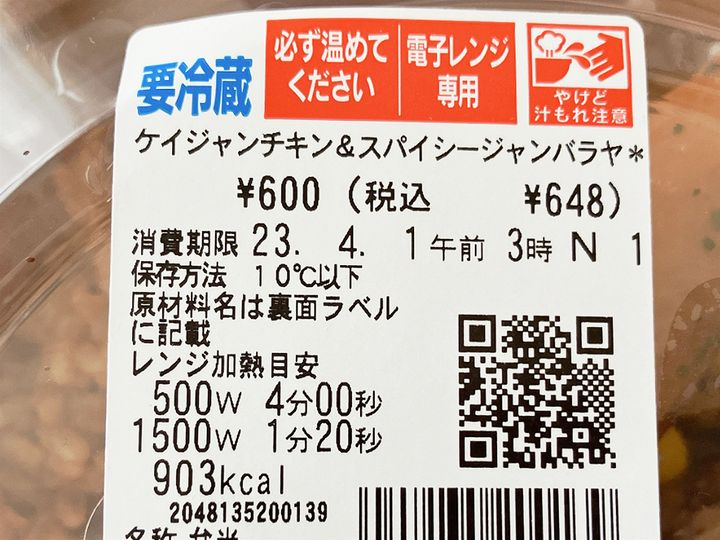 要冷蔵
必ず温めて
ください
電子レンジ
専用
やけど
汁もれ注意
ケイジャンチキン＆スパイシージャンバラヤ＊
¥600（税込 ¥648）
消費期限 23. 4. 1午前 3時 N 1
保存方法 10℃以下
原材料名は裏面ラベル
に記載
レンジ加熱目安
500W 4分00秒
1500W 1分20秒
903kcal
2048135200139
名称 弁当